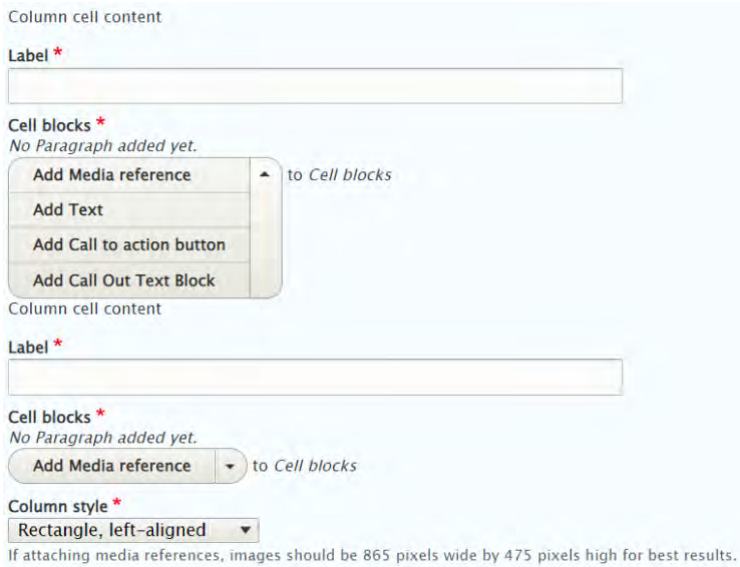 Column cell content
Label *
Cell blocks *
No Paragraph added yet.
Add Media reference to Cell blocks
Add Text
Add Call to action button
Add Call Out Text Block
Column cell content
Label *
Cell blocks *
No Paragraph added yet.
Add Media reference to Cell blocks
Column style *
Rectangle, left-aligned
If attaching media references, images should be 865 pixels wide by 475 pixels high for best results.